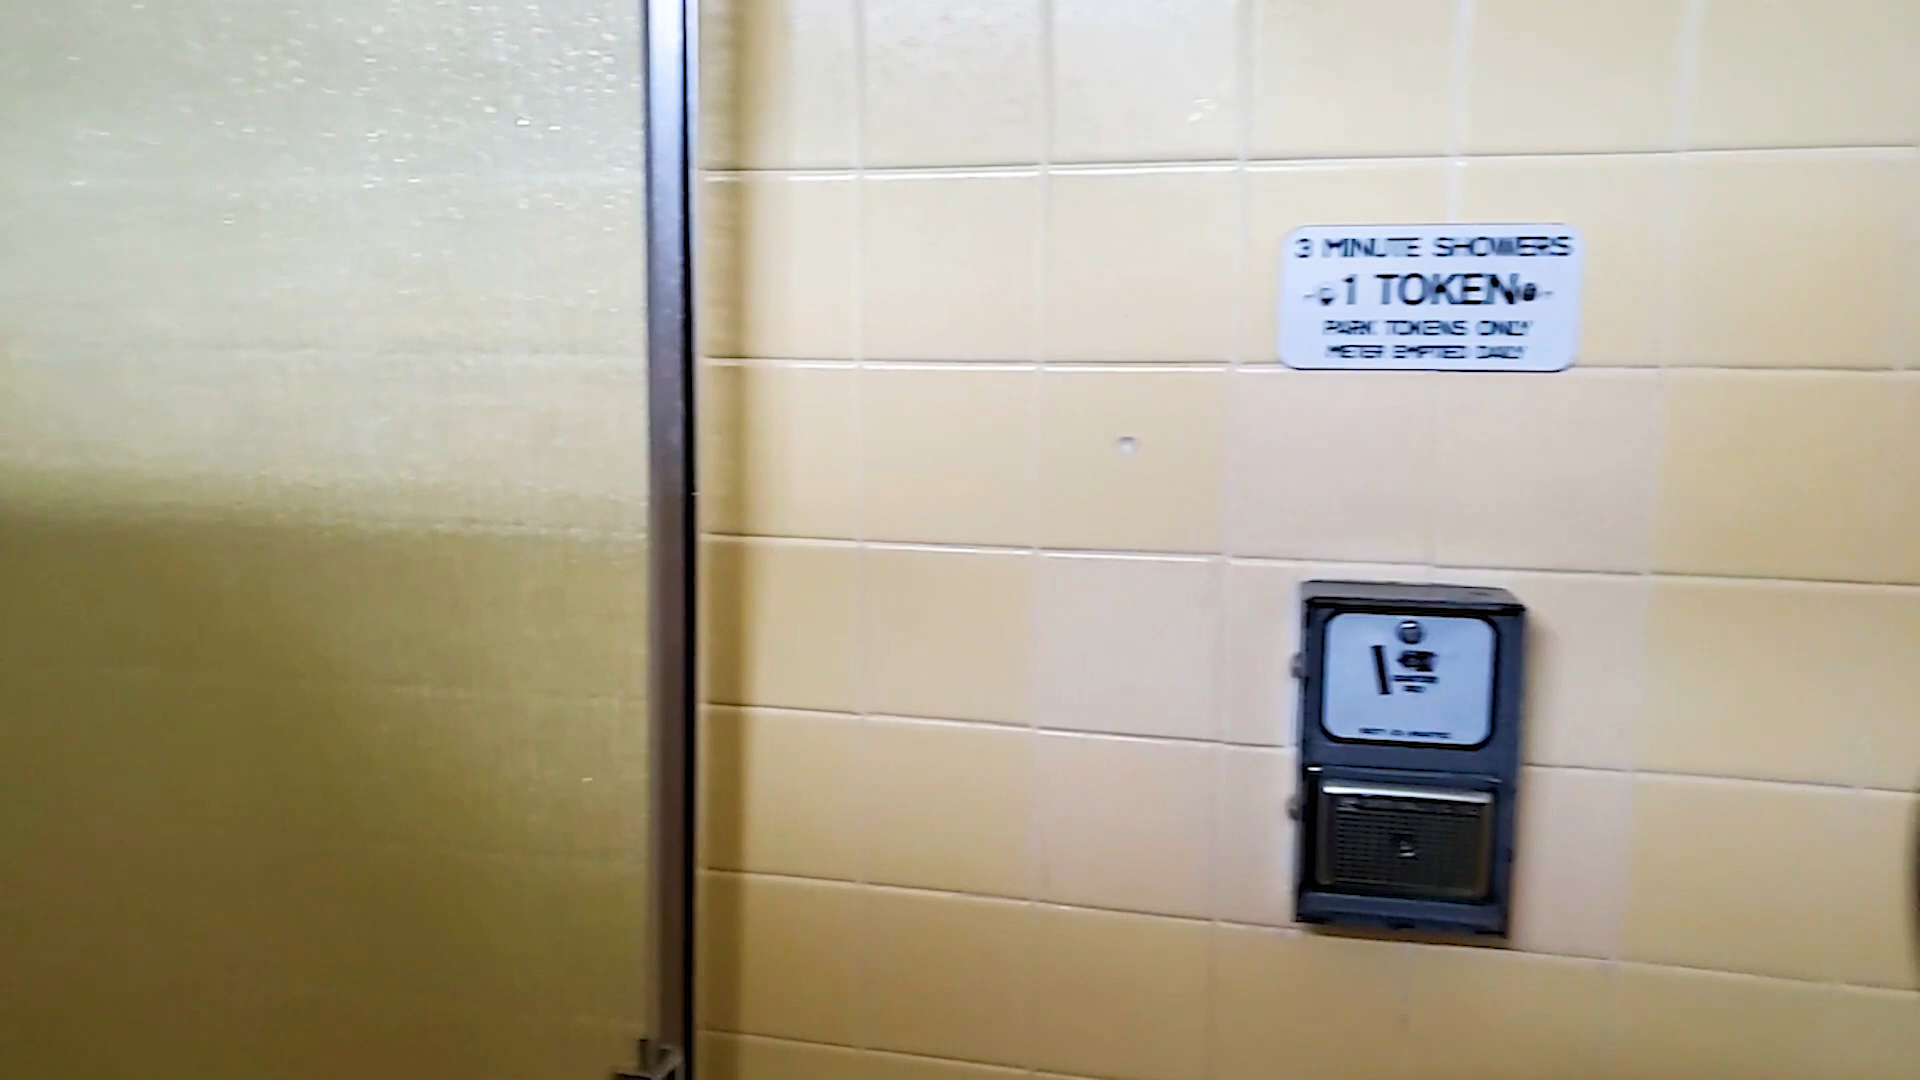 3 MINUTE SHOWERS
1 TOKEN
PARK TOKENS ONLY
METER EMPTIED DAILY